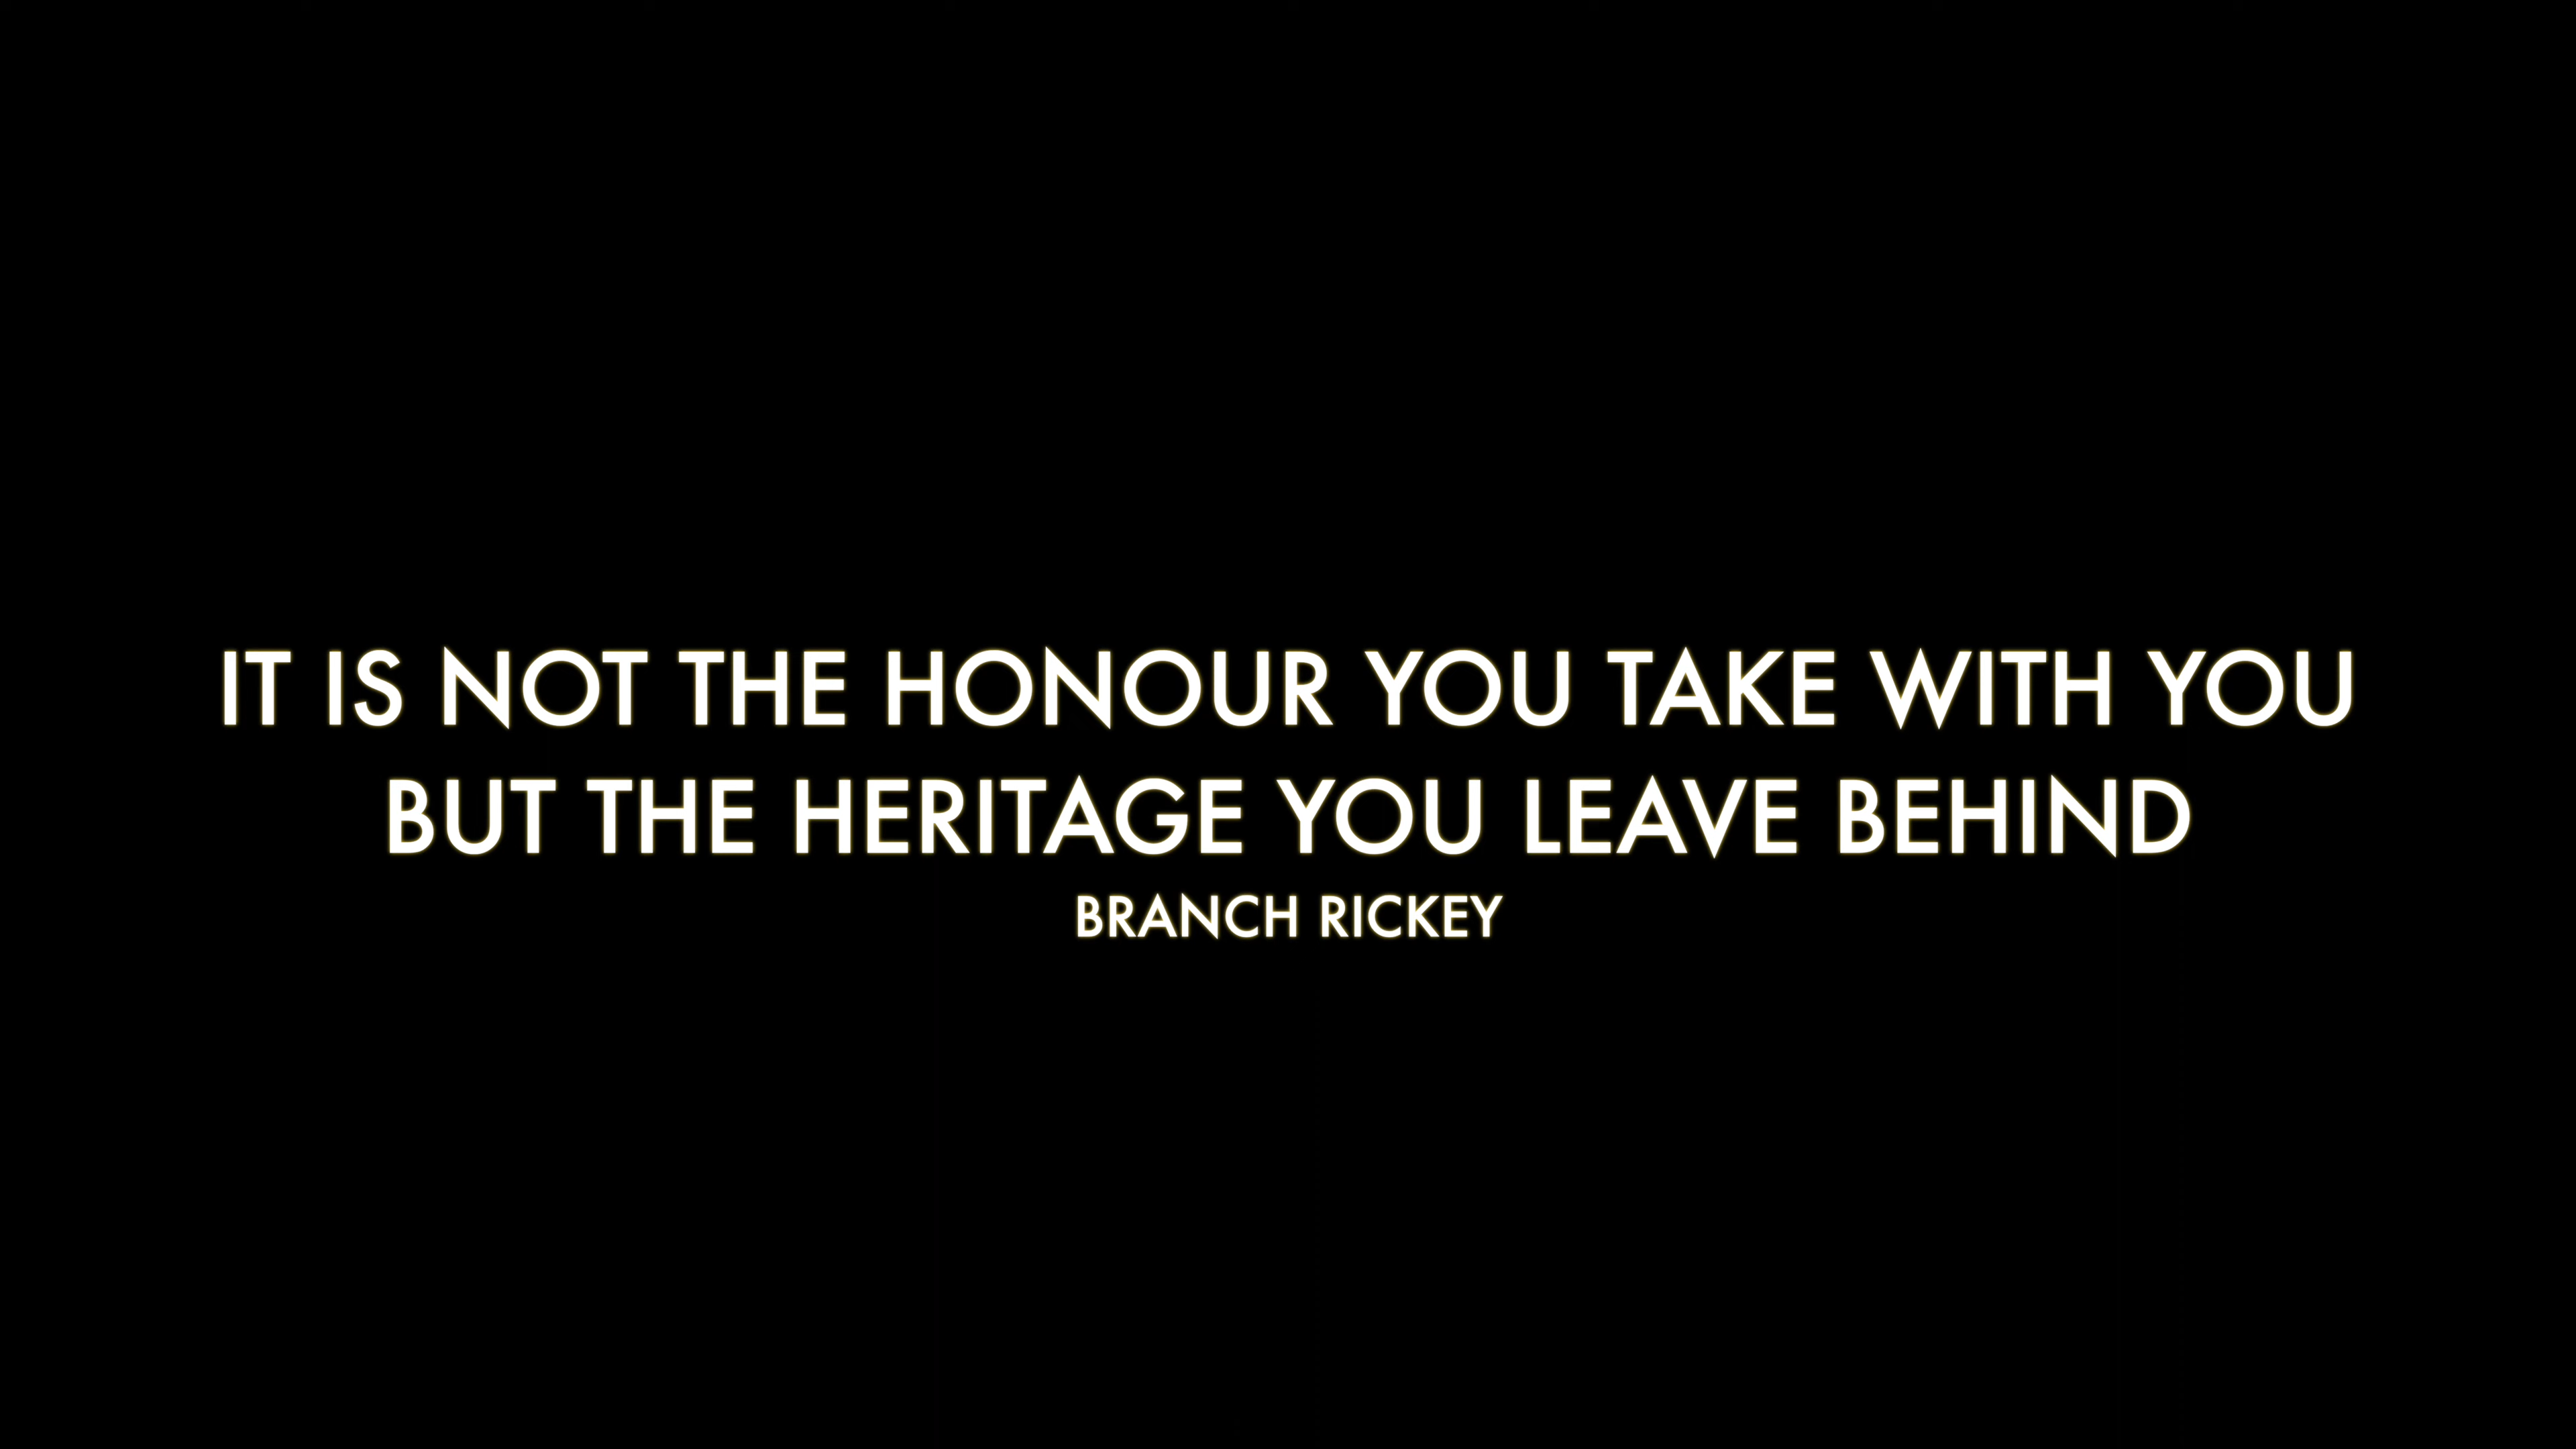 IT IS NOT THE HONOUR YOU TAKE WITH YOU
BUT THE HERITAGE YOU LEAVE BEHIND
BRANCH RICKEY